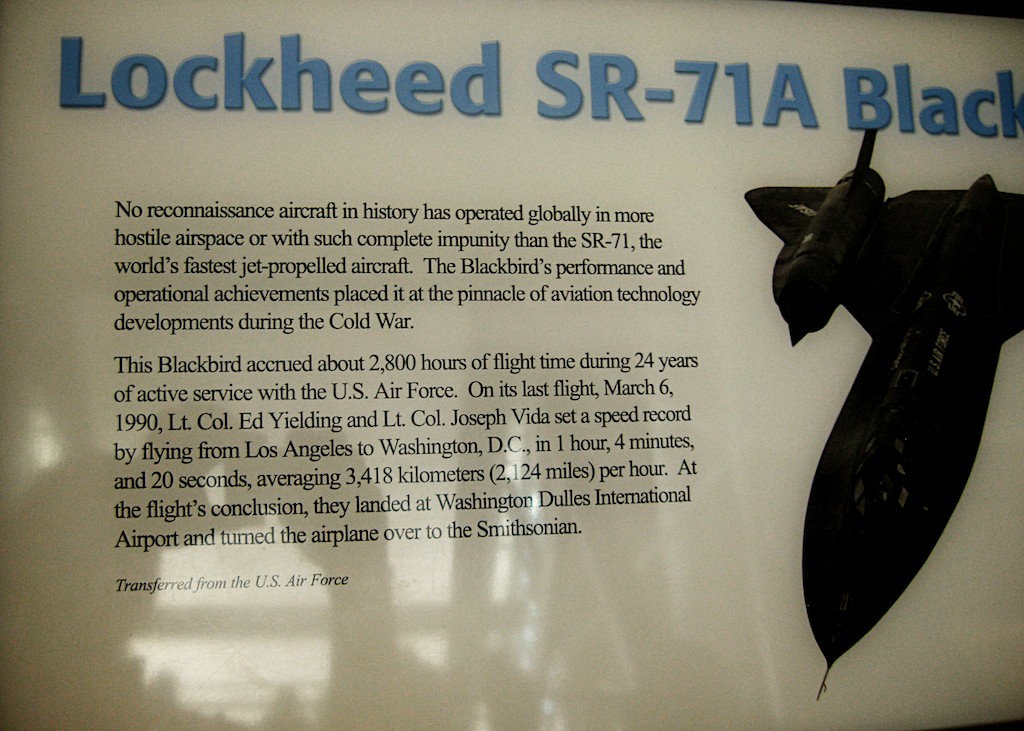 Lockheed SR-71A Black
No reconnaissance aircraft in history has operated globally in more
hostile airspace or with such complete impunity than the SR-71, the
world's fastest jet-propelled aircraft. The Blackbird's performance and
operational achievements placed it at the pinnacle of aviation technology
developments during the Cold War.
This Blackbird accrued about 2,800 hours of flight time during 24 years
of active service with the U.S. Air Force. On its last flight, March 6,
1990, Lt. Col. Ed Yielding and Lt. Col. Joseph Vida set a speed record
by flying from Los Angeles to Washington, D.C., in 1 hour, 4 minutes,
and 20 seconds, averaging 3,418 kilometers (2,124 miles) per hour. At
the flight's conclusion, they landed at Washington Dulles International
Airport and turned the airplane over to the Smithsonian.
Transferred from the U.S. Air Force
U.S. AIR FORCE